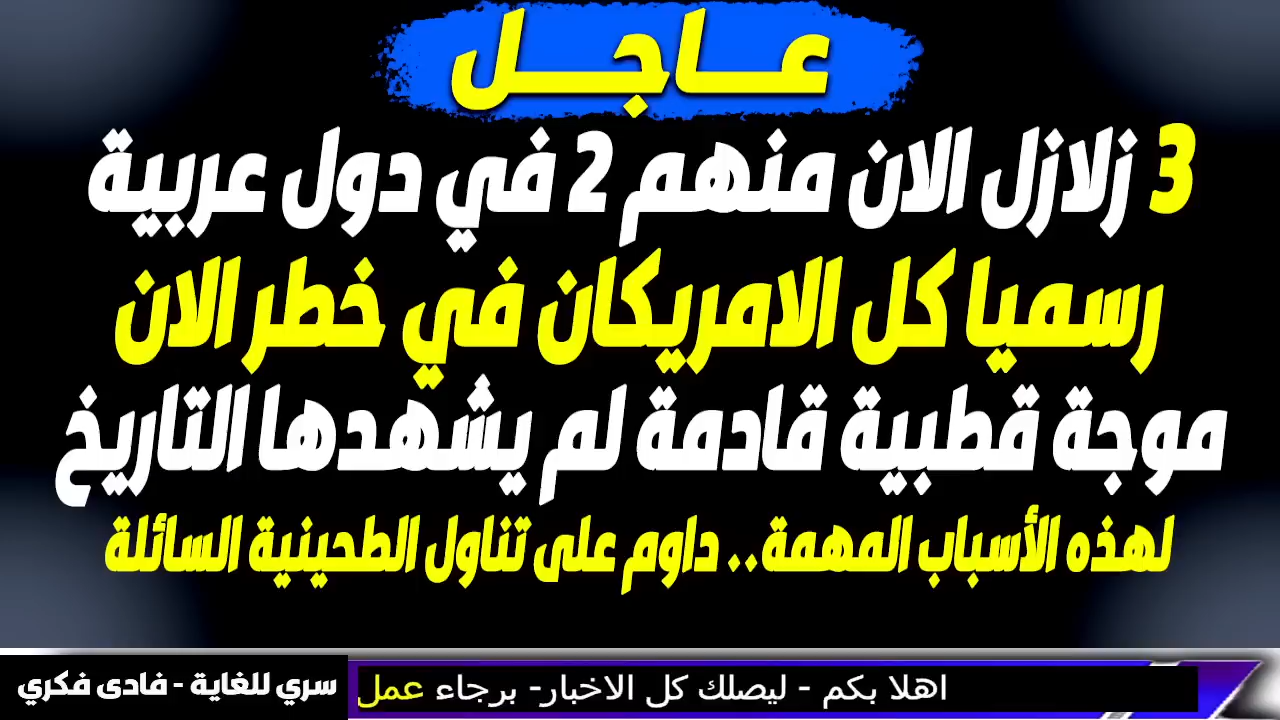 عـــاجـــل
3 زلازل الان منهم 2 في دول عربية
رسميا كل الامريكان في خطر الان
موجة قطبية قادمة لم يشهدها التاريخ
لهذه الأسباب المهمة.. داوم على تناول الطحينية السائلة
اهلا بكم - ليصلك كل الاخبار- برجاء عمل
سري للغاية - فادى فكري